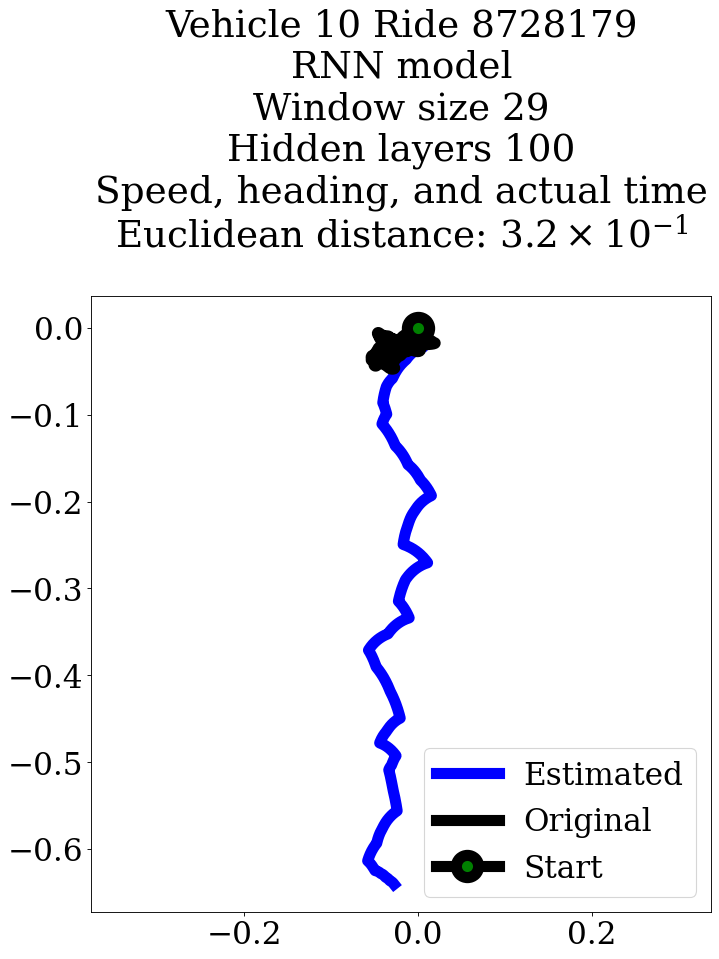 Vehicle 10 Ride 8728179
RNN model
Window size 29
Hidden layers 100
Speed, heading, and actual time
Euclidean distance: 3.2 × 10⁻¹
0.0
−0.1
−0.2
−0.3
−0.4
−0.5
−0.6
Estimated
Original
Start
−0.2 0.0 0.2